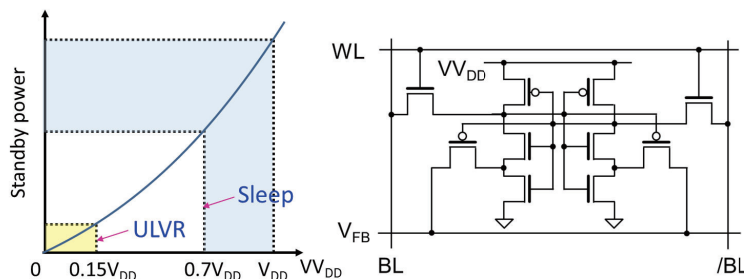 Standby power
Sleep
ULVR
0
0.15VDD
0.7VDD
VDD
VVDD
WL
VVDD
VFB
BL
/BL